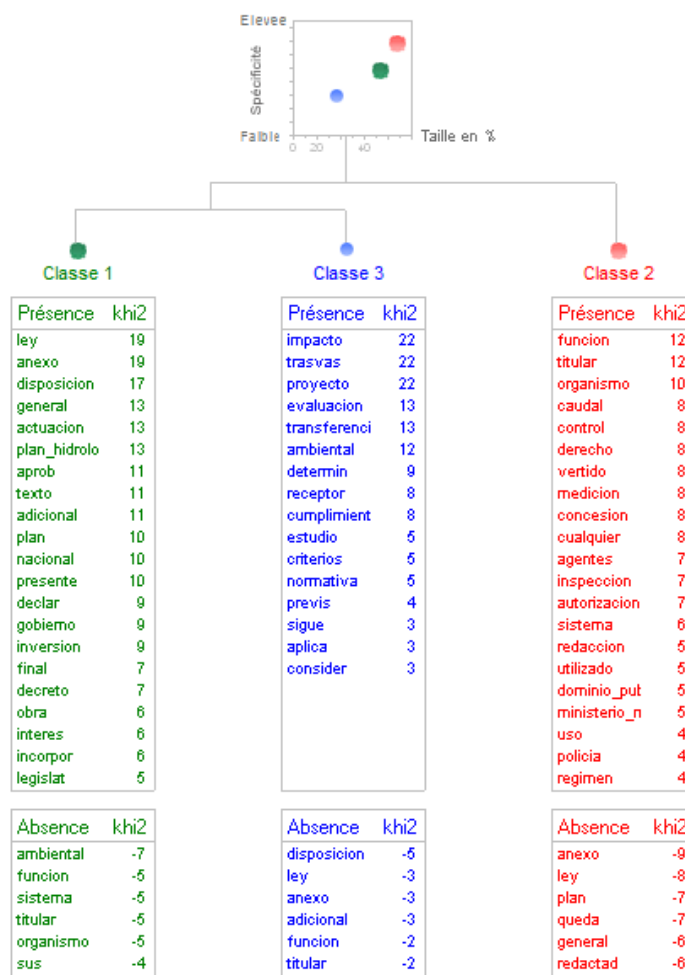 Elevee
Spécificité
Faible
Taille en %
0 20 40
Classe 1
Présence khi2
ley 19
anexo 19
disposicion 17
general 13
actuacion 13
plan_hidrolo 13
aprob 11
texto 11
adicional 11
plan 10
nacional 10
presente 10
declar 9
gobierno 9
inversion 9
final 7
decreto 7
obra 6
interes 6
incorpor 6
legislat 5
Absence khi2
ambiental -7
funcion -5
sistema -5
titular -5
organismo -5
sus -4
Classe 3
Présence khi2
impacto 22
trasvas 22
proyecto 22
evaluacion 13
transferenci 13
ambiental 12
determin 9
receptor 8
cumplimient 8
estudio 5
criterios 5
normativa 5
previs 4
sigue 3
aplica 3
consider 3
Absence khi2
disposicion -5
ley -3
anexo -3
adicional -3
funcion -2
titular -2
Classe 2
Présence khi2
funcion 12
titular 12
organismo 10
caudal 8
control 8
derecho 8
vertido 8
medicion 8
concesion 8
cualquier 8
agentes 7
inspeccion 7
autorizacion 7
sistema 6
redaccion 5
utilizado 5
dominio_pub 5
ministerio_n 5
uso 4
policia 4
regimen 4
Absence khi2
anexo -9
ley -8
plan -7
queda -7
general -6
redactad -6